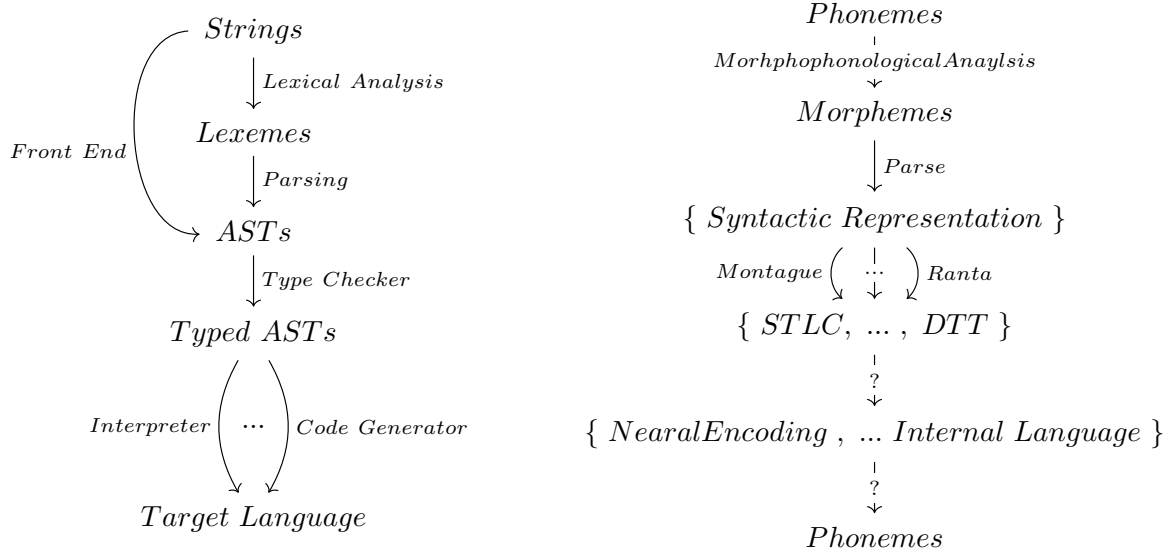 Strings
Lexical Analysis
Lexemes
Front End
Parsing
ASTs
Type Checker
Typed ASTs
Interpreter ... Code Generator
Target Language
Phonemes
MorhphophonologicalAnaylsis
Morphemes
Parse
{ Syntactic Representation }
Montague ... Ranta
{ STLC, ... , DTT }
?
{ NearalEncoding , ... Internal Language }
?
Phonemes